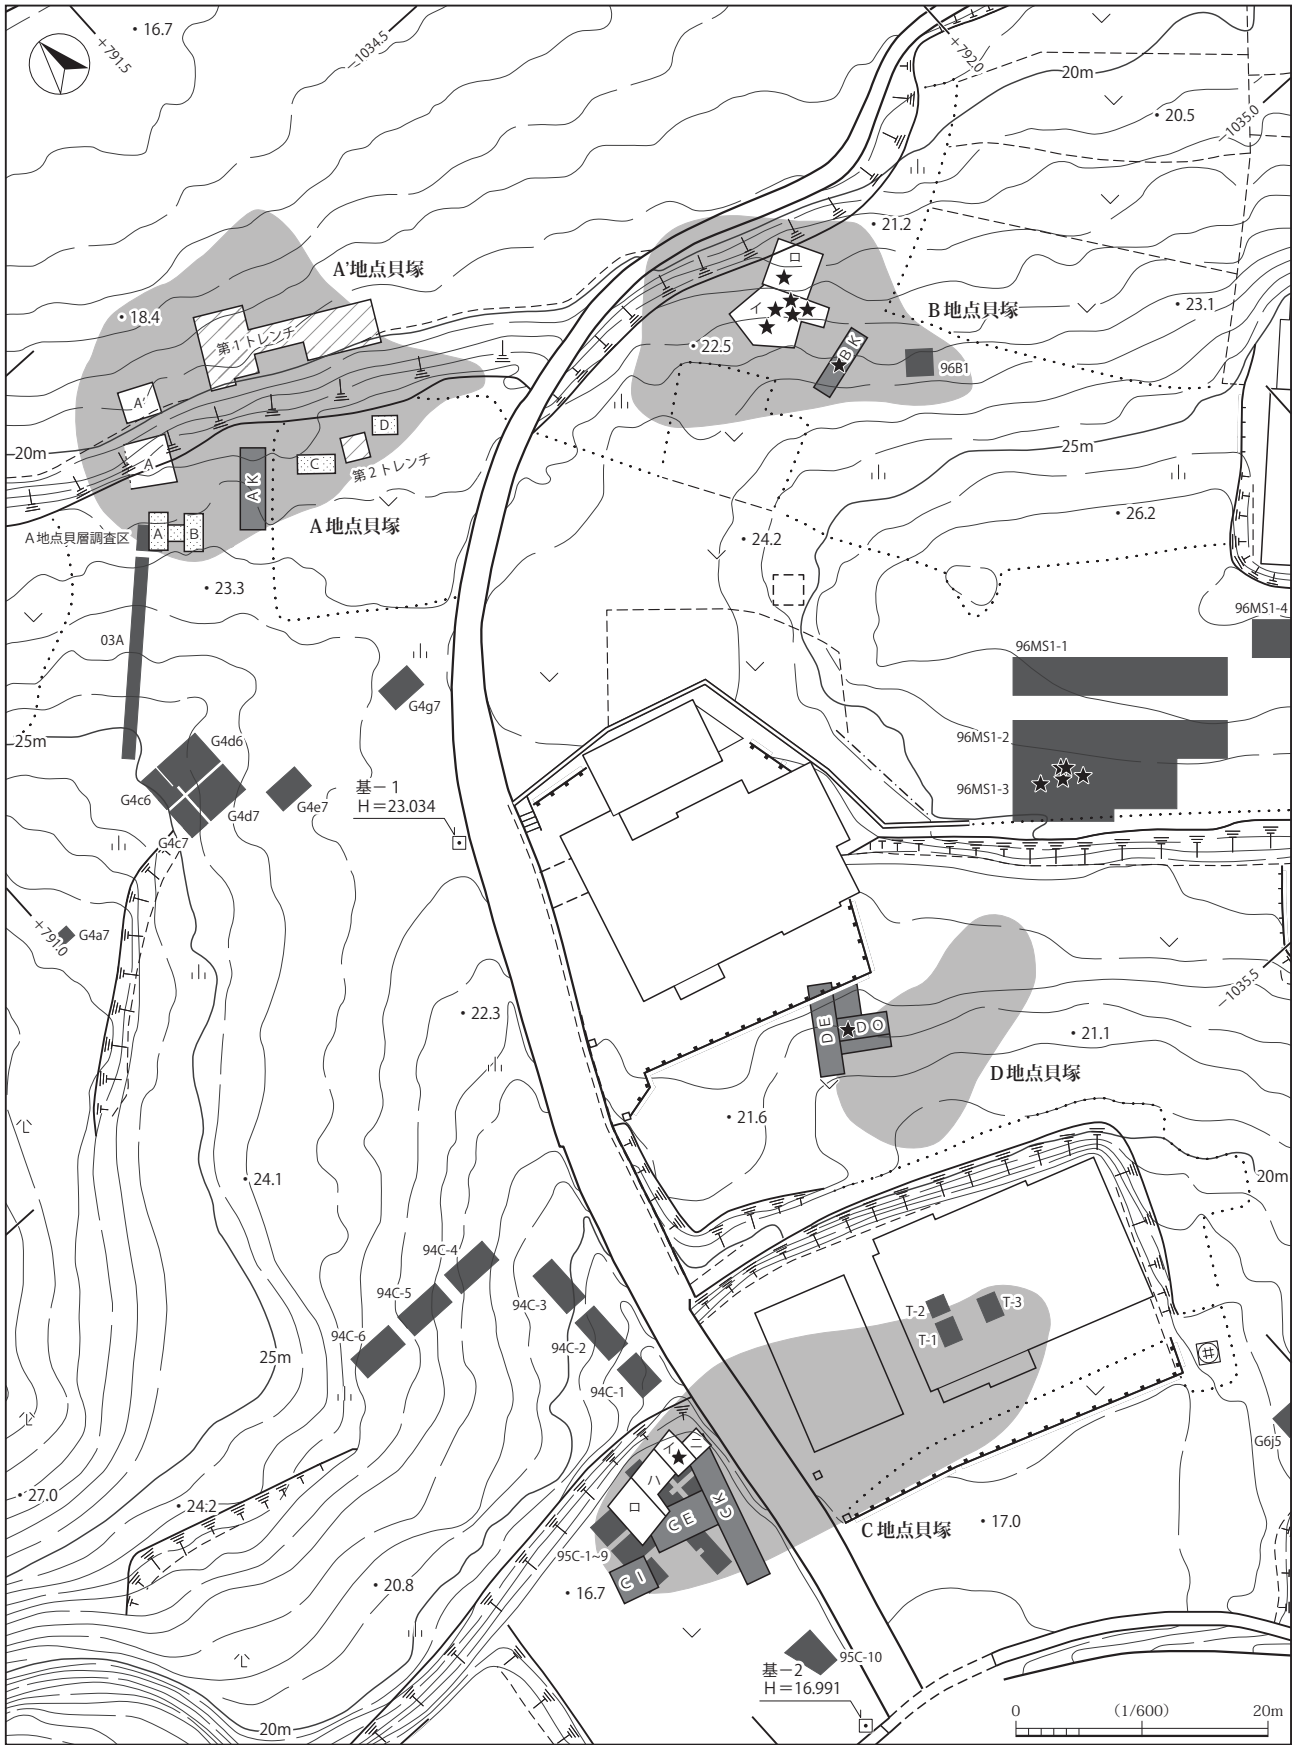 16.7
+791.5
-1034.5
+792.0
20m
20.5
-1035.0
21.2
A'地点貝塚
18.4
第1トレンチ
ロ
イ
B地点貝塚
23.1
22.5
BK
96B1
A'
D
20m
A
C
第2トレンチ
AK
25m
A地点貝塚
A地点貝層調査区
A
B
26.2
24.2
23.3
96MS1-4
03A
96MS1-1
G4g7
25m
G4d6
96MS1-2
G4c6
G4d7
G4e7
96MS1-3
基－1
H＝23.034
G4c7
+791.0
G4a7
-1035.5
22.3
DE
DO
21.1
D地点貝塚
21.6
24.1
20m
94C-4
94C-5
94C-3
94C-6
94C-2
T-2
T-3
T-1
25m
94C-1
井
イ
ニ
ハ
ロ
G6j5
27.0
24.2
CE
CK
C地点貝塚
17.0
95C-1~9
CI
20.8
16.7
95C-10
基－2
H＝16.991
20m
0
(1/600)
20m